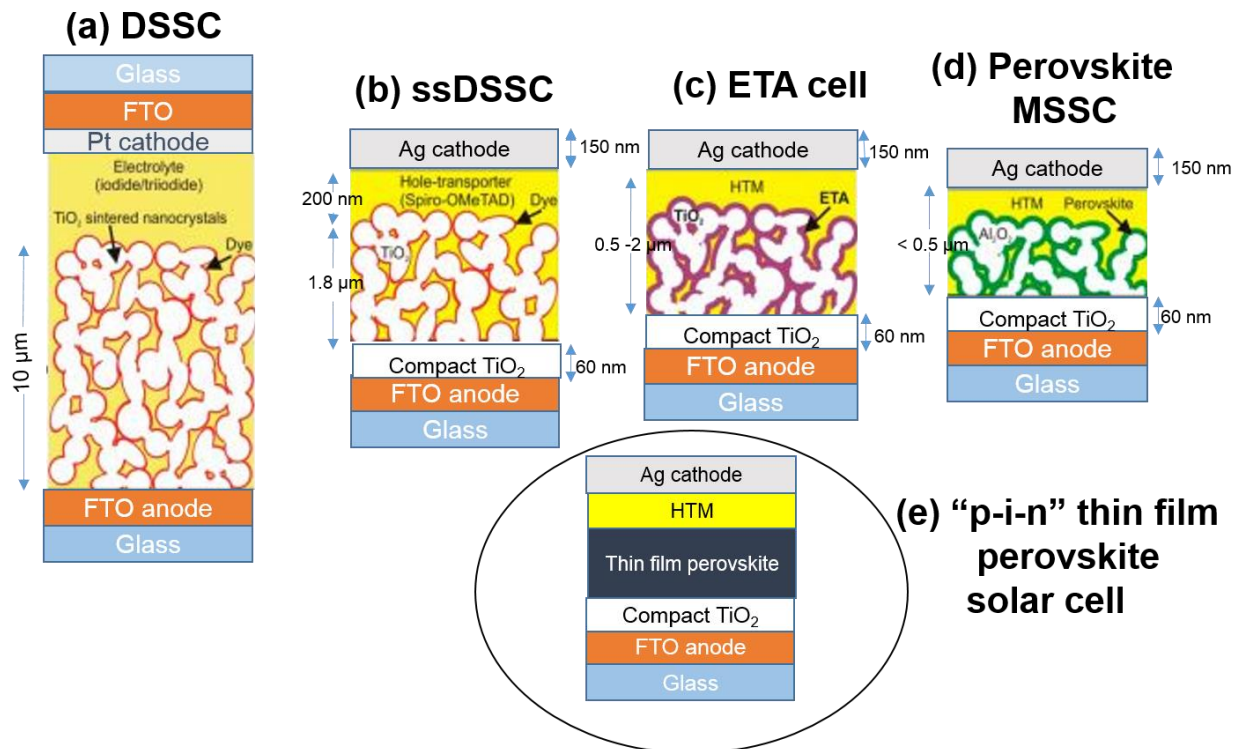 (a) DSSC
Glass
FTO
Pt cathode
Electrolyte
(iodide/triiodide)
TiO2 sintered nanocrystals
Dye
10 µm
FTO anode
Glass
(b) ssDSSC
Ag cathode
150 nm
200 nm
Hole-transporter
(Spiro-OMeTAD)
Dye
TiO2
1.8 µm
Compact TiO2
60 nm
FTO anode
Glass
(c) ETA cell
Ag cathode
150 nm
HTM
TiO2
ETA
0.5 -2 µm
Compact TiO2
60 nm
FTO anode
Glass
(d) Perovskite
MSSC
Ag cathode
150 nm
HTM
Perovskite
Al2O3
< 0.5 µm
Compact TiO2
60 nm
FTO anode
Glass
Ag cathode
HTM
Thin film perovskite
Compact TiO2
FTO anode
Glass
(e) “p-i-n” thin film
perovskite
solar cell